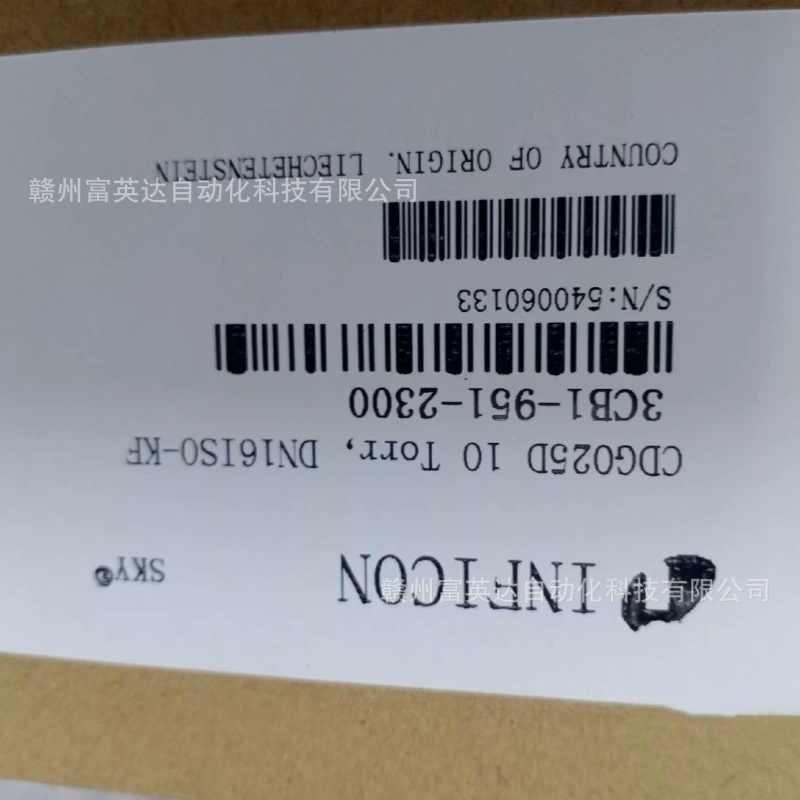 INFICON
SKY®
CDG025D 10 Torr, DN16ISO-KF
3CB1-951-2300
S/N:540060133
COUNTRY OF ORIGIN. LIECHETENSTEIN
赣州富英达自动化科技有限公司
赣州富英达自动化科技有限公司